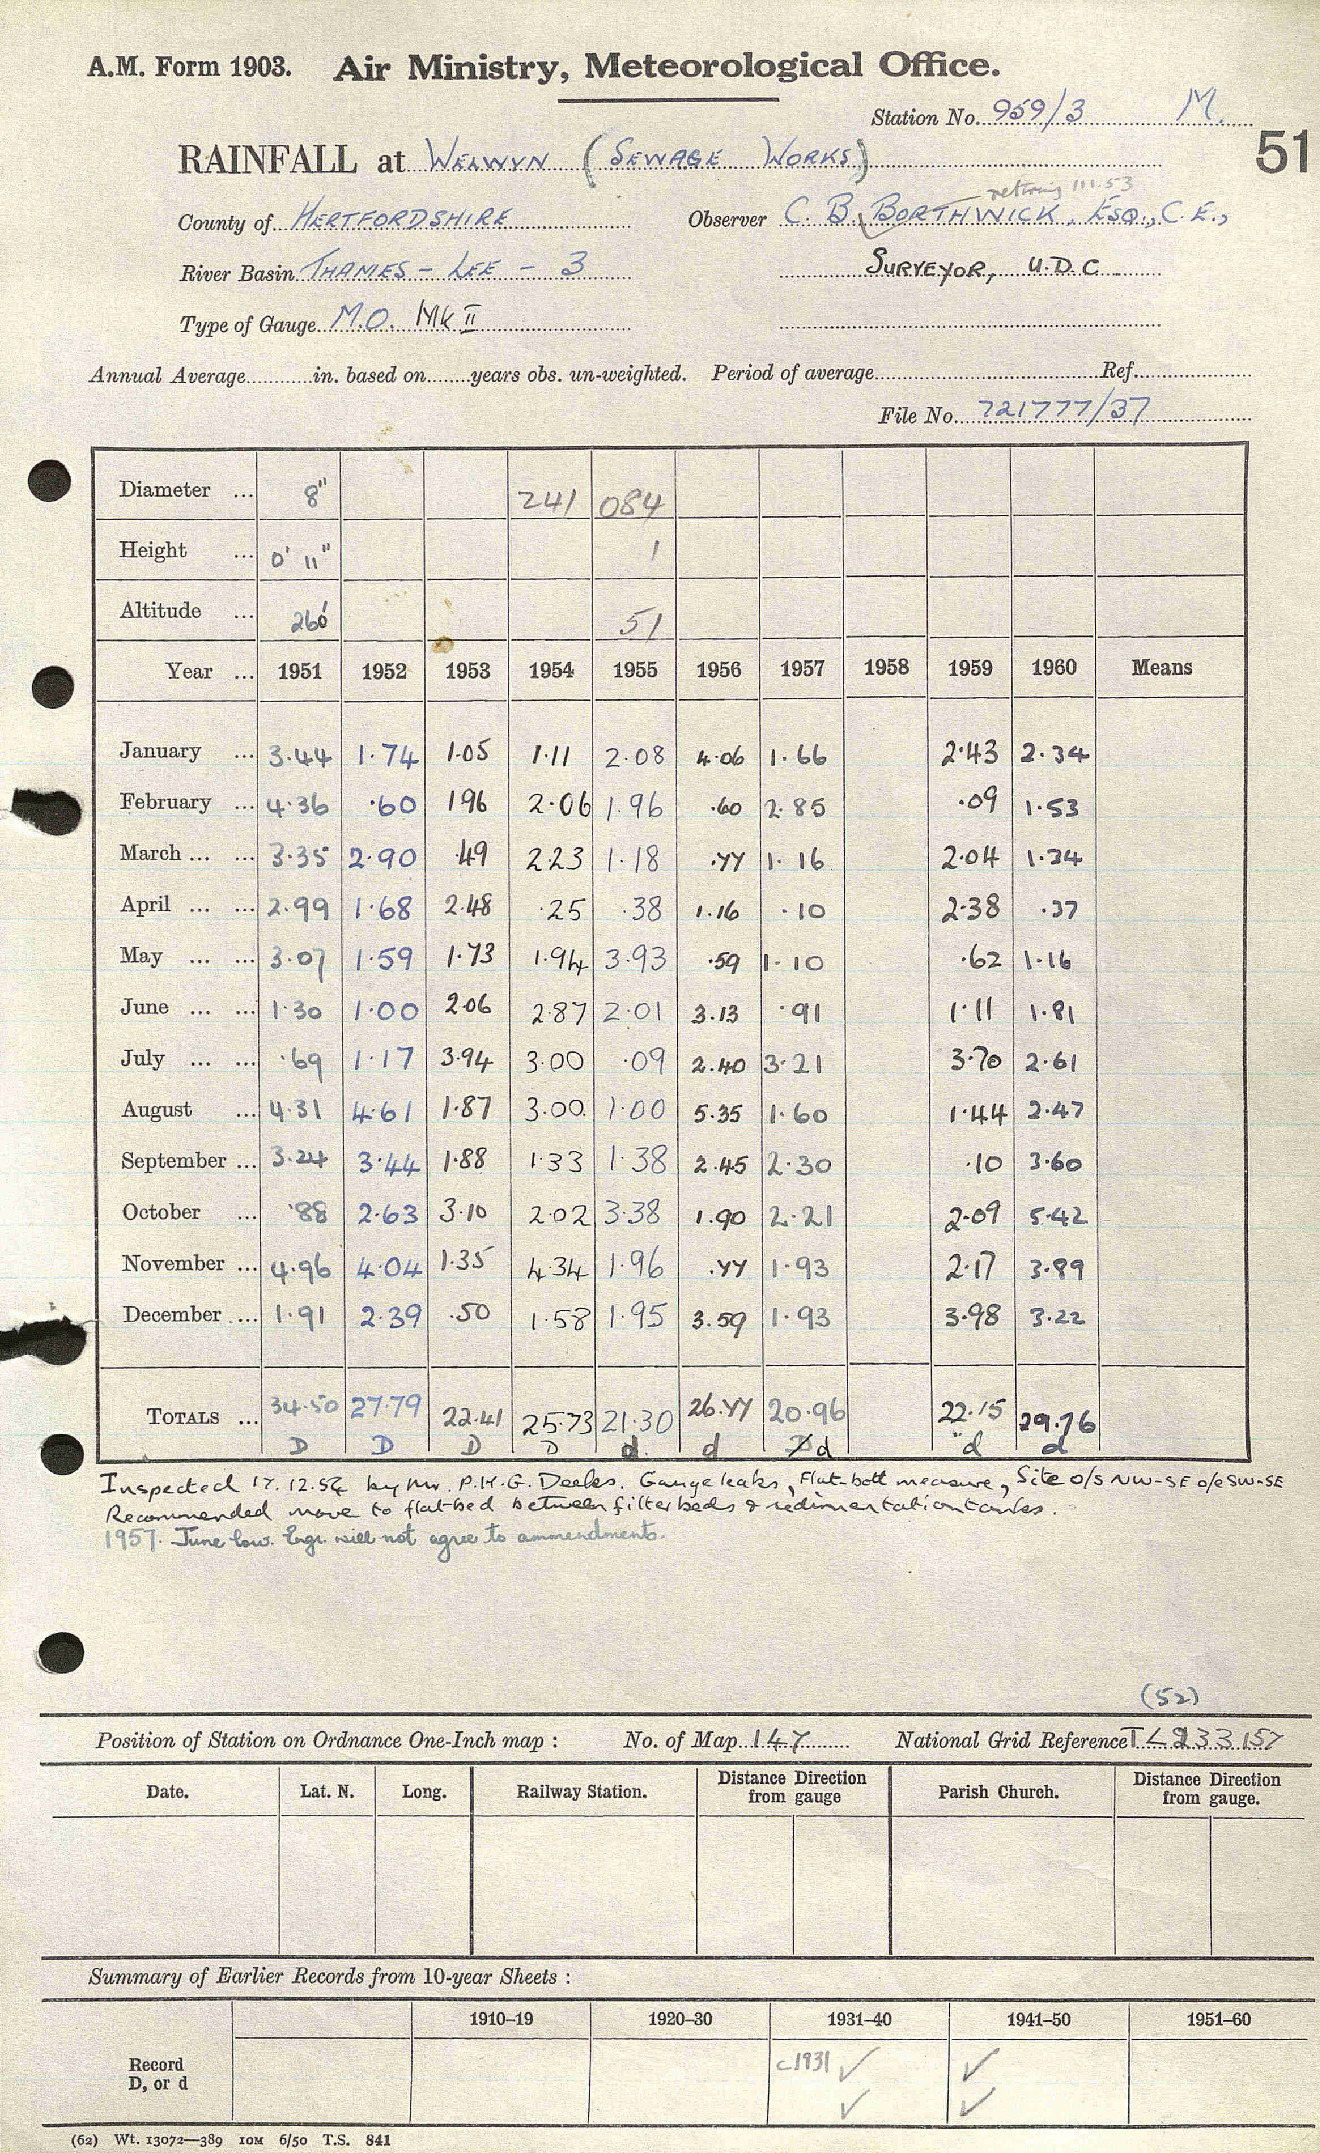 A.M. Form 1903. Air Ministry, Meteorological Office.
Station No. 959/3 M.
51
RAINFALL at WELWYN (SEWAGE WORKS)
retiring 111.53
County of HERTFORDSHIRE Observer C. B. BORTHWICK, ESQ., C.E.,
River Basin THAMES - LEE - 3 SURVEYOR, U.D.C
Type of Gauge M.O. MK II
Annual Average in. based on years obs. un-weighted. Period of average Ref.
File No. 721777/37
Diameter ... 8" 241 084
Height ... 0' 11" 1
Altitude ... 260' 51
Year ... 1951 1952 1953 1954 1955 1956 1957 1958 1959 1960 Means
January ... 3.44 1.74 1.05 1.11 2.08 4.06 1.66 2.43 2.34
February ... 4.36 .60 196 2.06 1.96 .60 2.85 .09 1.53
March ... ... 3.35 2.90 .49 223 1.18 .77 1.16 2.04 1.34
April ... ... 2.99 1.68 2.48 .25 .38 1.16 .10 2.38 .37
May ... ... 3.07 1.59 1.73 1.94 3.93 .59 1.10 .62 1.16
June ... ... 1.30 1.00 2.06 2.87 2.01 3.13 .91 1.11 1.81
July ... ... .69 1.17 3.94 3.00 .09 2.40 3.21 3.70 2.61
August ... 4.31 4.61 1.87 3.00 1.00 5.35 1.60 1.44 2.47
September ... 3.24 3.44 1.88 1.33 1.38 2.45 2.30 .10 3.60
October ... .88 2.63 3.10 2.02 3.38 1.90 2.21 2.09 5.42
November ... 4.96 4.04 1.35 4.34 1.96 .77 1.93 2.17 3.89
December ... 1.91 2.39 .50 1.58 1.95 3.59 1.93 3.98 3.22
TOTALS ... 34.50 27.79 22.41 25.73 21.30 26.77 20.96 22.15 29.76
D D D D d d d d d
Inspected 17.12.54 by Mr. P.H.G. Deeks. Gauge leaks, Flat-bott measure, Site o/s NW-SE o/e SW-SE
Recommended move to flat bed between filter beds & sedimentation tanks.
1957. June low. Engr. will not agree to ammendments.
(52)
Position of Station on Ordnance One-Inch map : No. of Map 147 National Grid Reference TL 233157
Date. Lat. N. Long. Railway Station. Distance Direction from gauge Parish Church. Distance Direction from gauge.
Summary of Earlier Records from 10-year Sheets :
1910–19 1920–30 1931–40 1941–50 1951–60
Record c1931 ✓ ✓
D, or d ✓ ✓
(62) Wt. 13072—389 10M 6/50 T.S. 841